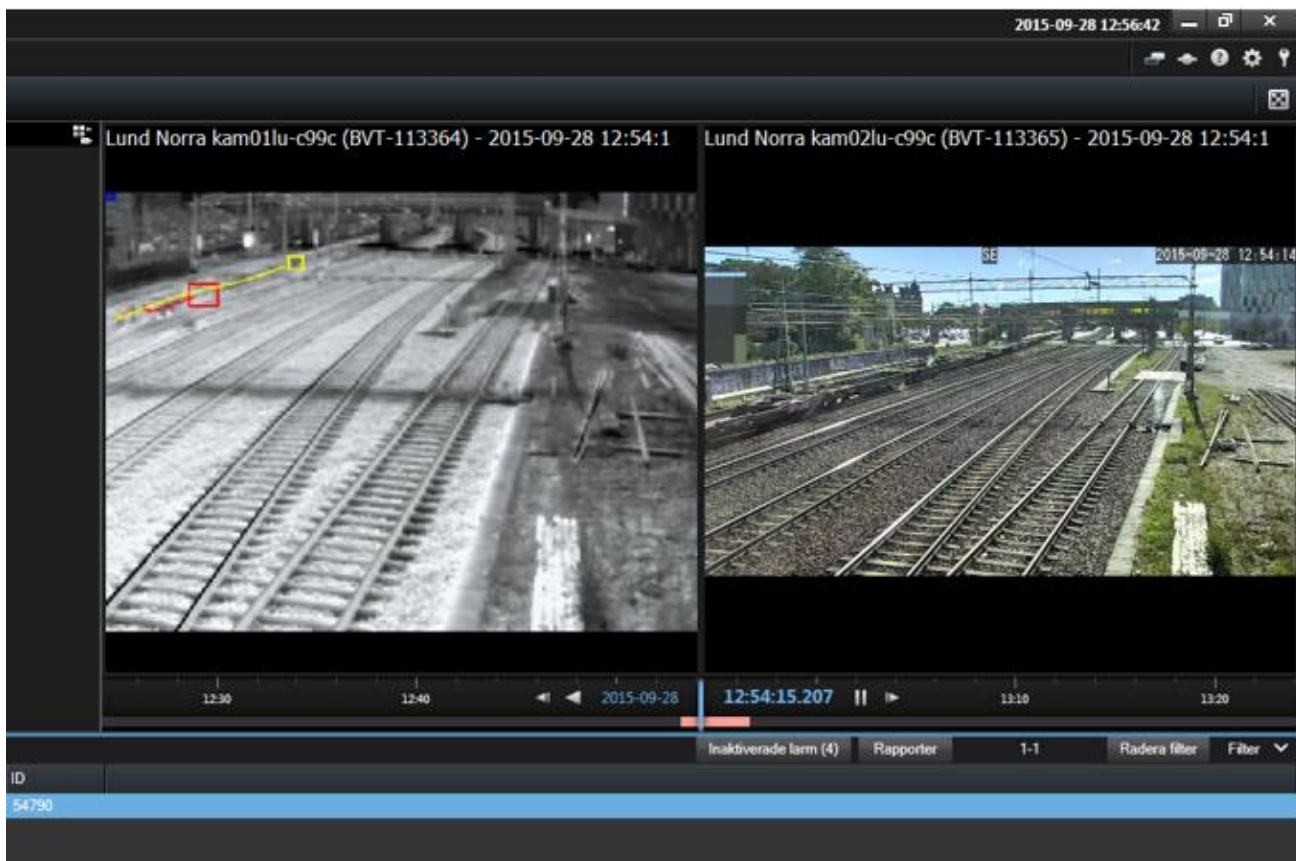 2015-09-28 12:56:42
Lund Norra kam01lu-c99c (BVT-113364) - 2015-09-28 12:54:1
Lund Norra kam02lu-c99c (BVT-113365) - 2015-09-28 12:54:1
SE
2015-09-28 12:54:14
12:30
12:40
2015-09-28
12:54:15.207
13:10
13:20
Inaktiverade larm (4)
Rapporter
1-1
Radera filter
Filter
ID
54790